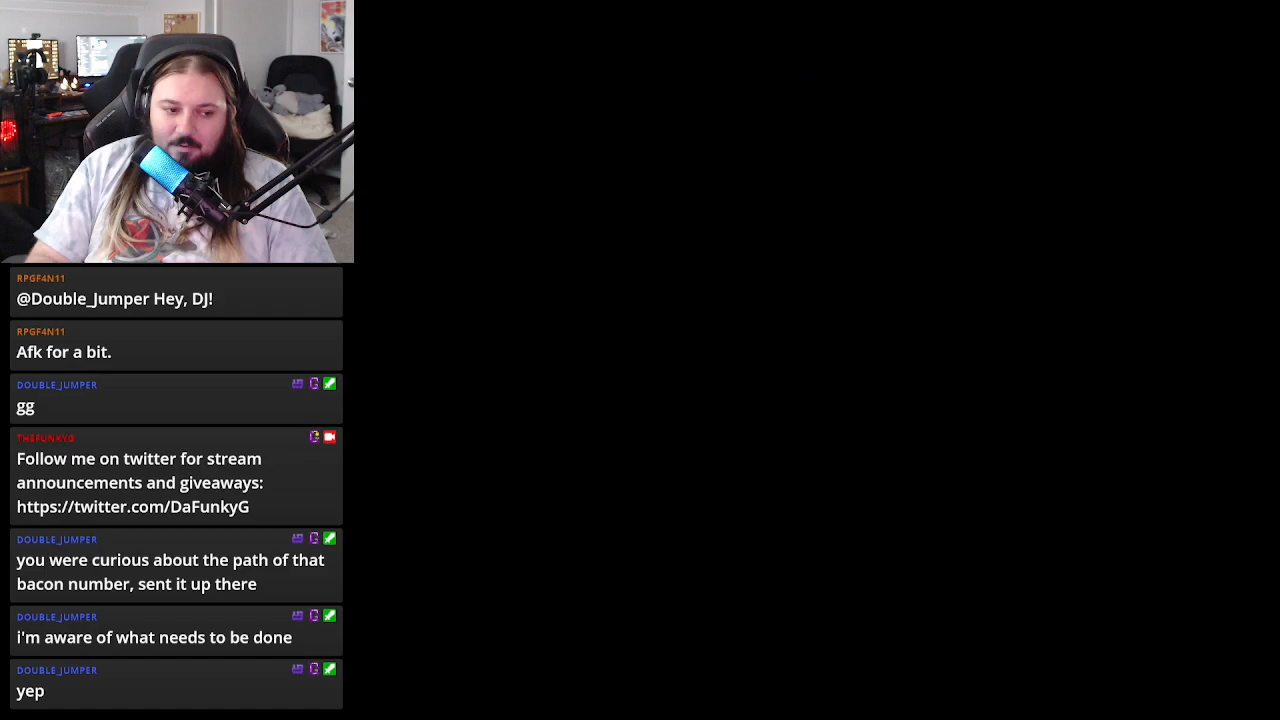 RPGF4N11
@Double_Jumper Hey, DJ!
RPGF4N11
Afk for a bit.
DOUBLE_JUMPER
gg
THEFUNKYG
Follow me on twitter for stream
announcements and giveaways:
https://twitter.com/DaFunkyG
DOUBLE_JUMPER
you were curious about the path of that
bacon number, sent it up there
DOUBLE_JUMPER
i'm aware of what needs to be done
DOUBLE_JUMPER
yep